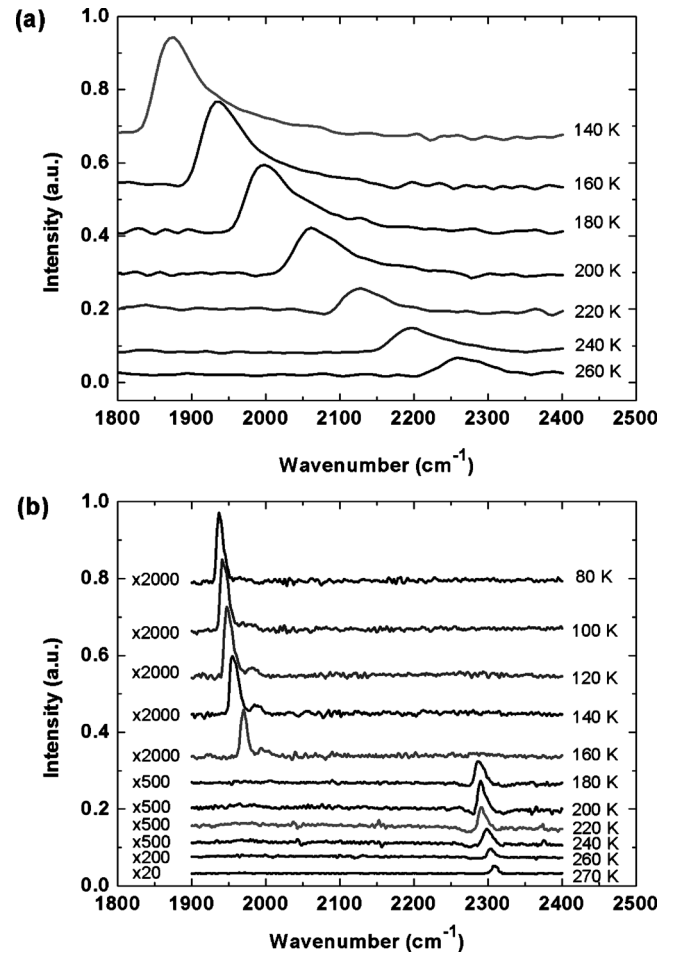 (a)
1.0
0.8
0.6
0.4
0.2
0.0
Intensity (a.u.)
140 K
160 K
180 K
200 K
220 K
240 K
260 K
1800 1900 2000 2100 2200 2300 2400 2500
Wavenumber (cm⁻¹)
(b)
1.0
0.8
0.6
0.4
0.2
0.0
Intensity (a.u.)
x2000 80 K
x2000 100 K
x2000 120 K
x2000 140 K
x2000 160 K
x500 180 K
x500 200 K
x500 220 K
x500 240 K
x200 260 K
x20 270 K
1800 1900 2000 2100 2200 2300 2400 2500
Wavenumber (cm⁻¹)